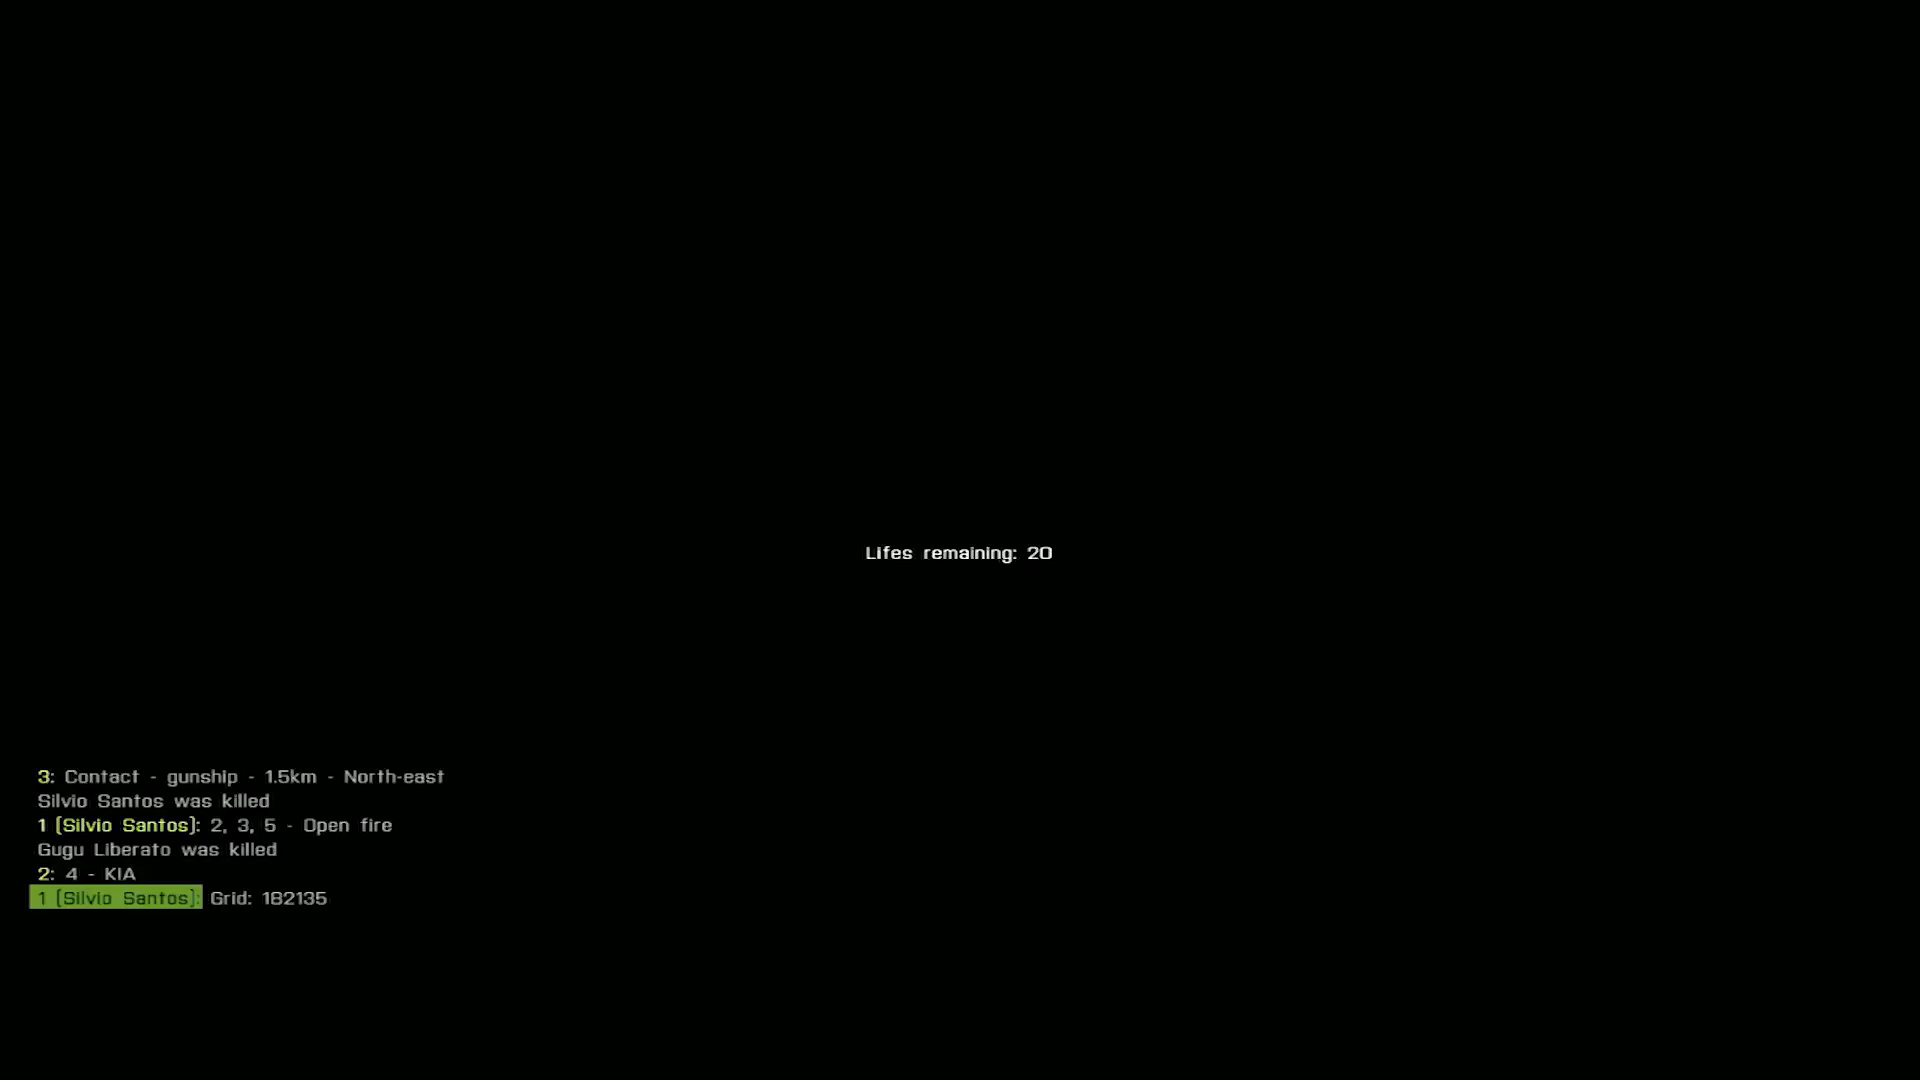 Lifes remaining: 20
3: Contact - gunship - 1.5km - North-east
Silvio Santos was killed
1 (Silvio Santos): 2, 3, 5 - Open fire
Gugu Liberato was killed
2: 4 - KIA
1 (Silvio Santos): Grid: 182135